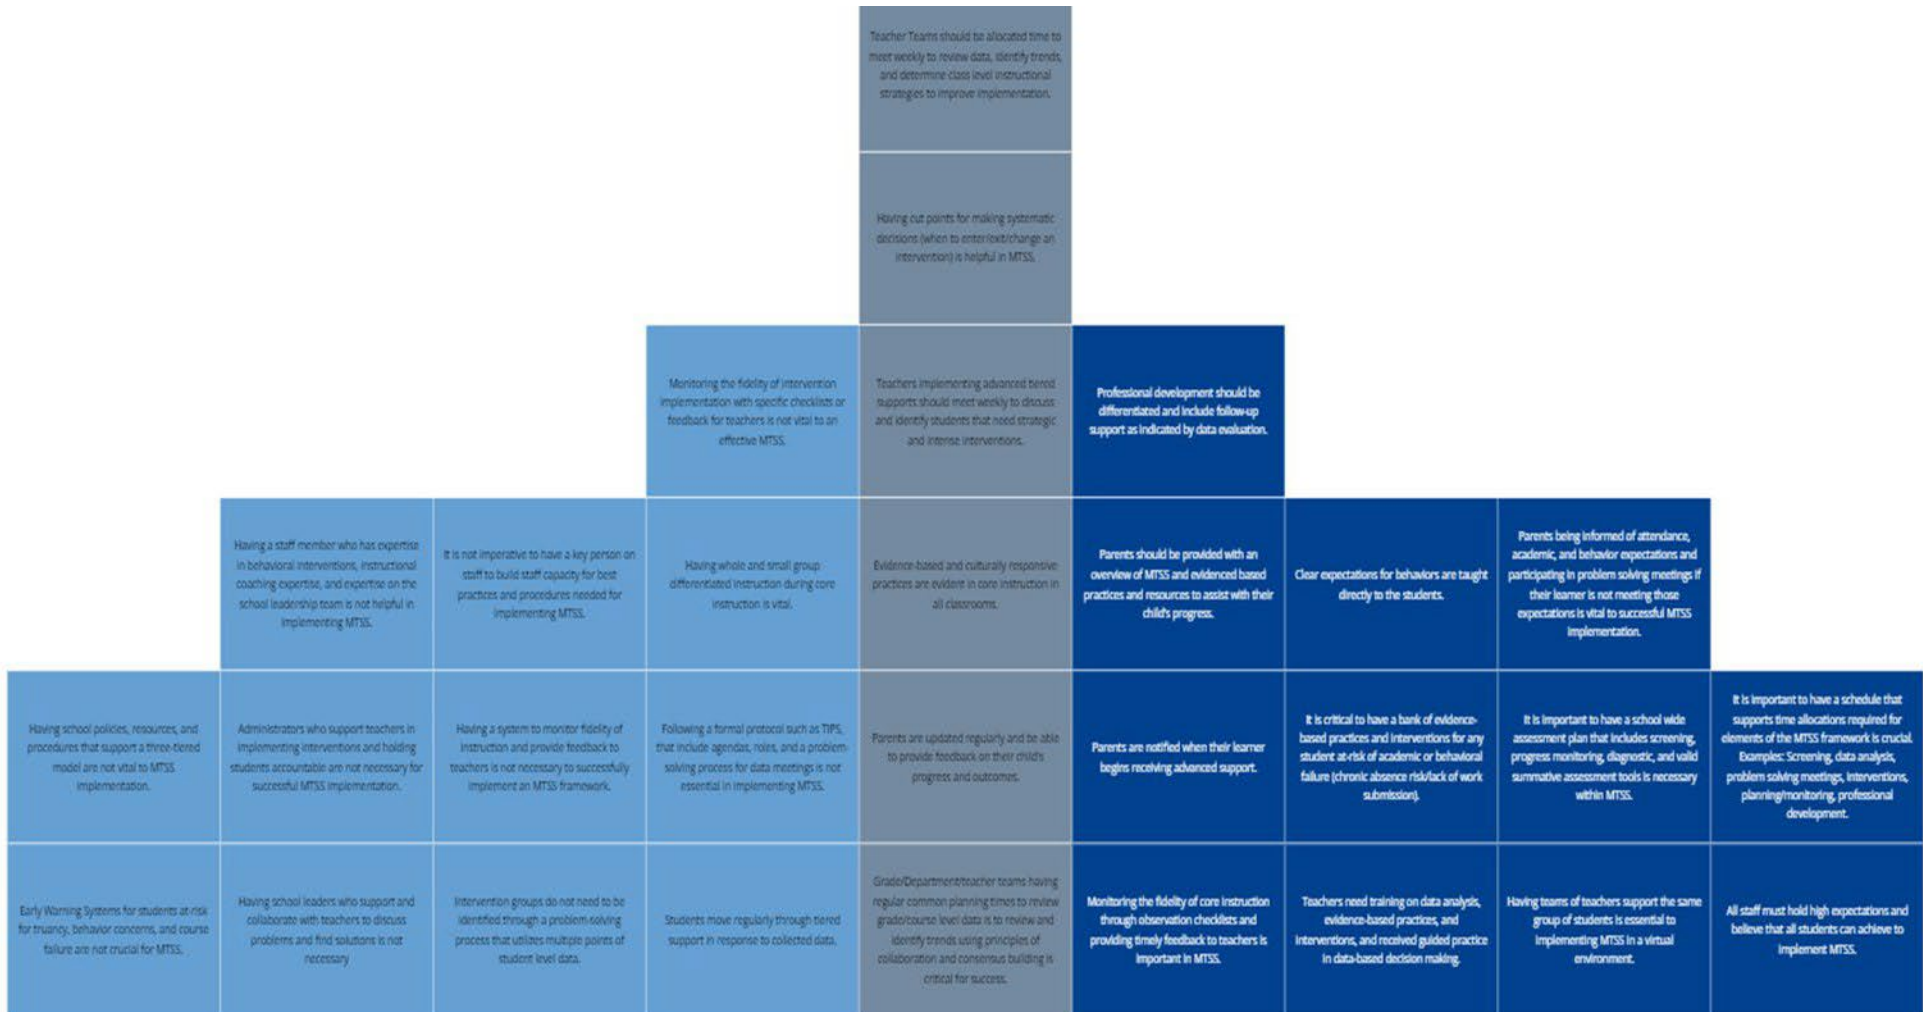 Teacher Teams should be allocated time to
meet weekly to review data, identify trends,
and determine class level instructional
strategies to improve implementation.
Having cut points for making systematic
decisions (when to enter/exit/change an
intervention) is helpful in MTSS.
Monitoring the fidelity of intervention
implementation with specific checklists or
feedback for teachers is not vital to an
effective MTSS.
Teachers implementing advanced tiered
supports should meet weekly to discuss
and identify students that need strategic
and intense interventions.
Professional development should be
differentiated and include follow-up
support as indicated by data evaluation.
Having a staff member who has expertise
in behavioral interventions, instructional
coaching expertise, and expertise on the
school leadership team is not helpful in
implementing MTSS.
It is not imperative to have a key person on
staff to build staff capacity for best
practices and procedures needed for
implementing MTSS.
Having whole and small group
differentiated instruction during core
instruction is vital.
Evidence-based and culturally responsive
practices are evident in core instruction in
all classrooms.
Parents should be provided with an
overview of MTSS and evidenced based
practices and resources to assist with their
child's progress.
Clear expectations for behaviors are taught
directly to the students.
Parents being informed of attendance,
academic, and behavior expectations and
participating in problem solving meetings if
their learner is not meeting those
expectations is vital to successful MTSS
implementation.
Having school policies, resources, and
procedures that support a three-tiered
model are not vital to MTSS
implementation.
Administrators who support teachers in
implementing interventions and holding
students accountable are not necessary for
successful MTSS implementation.
Having a system to monitor fidelity of
instruction and provide feedback to
teachers is not necessary to successfully
implement an MTSS framework.
Following a formal protocol such as TIPS,
that include agendas, roles, and a problem-
solving process for data meetings is not
essential in implementing MTSS.
Parents are updated regularly and be able
to provide feedback on their child's
progress and outcomes.
Parents are notified when their learner
begins receiving advanced support.
It is critical to have a bank of evidence-
based practices and interventions for any
student at-risk of academic or behavioral
failure (chronic absence risk/lack of work
submission).
It is important to have a school wide
assessment plan that includes screening,
progress monitoring, diagnostic, and valid
summative assessment tools is necessary
within MTSS.
It is important to have a schedule that
supports time allocations required for
elements of the MTSS framework is crucial.
Examples: Screening, data analysis,
problem solving meetings, interventions,
planning/monitoring, professional
development.
Early Warning Systems for students at-risk
for truancy, behavior concerns, and course
failure are not crucial for MTSS.
Having school leaders who support and
collaborate with teachers to discuss
problems and find solutions is not
necessary
Intervention groups do not need to be
identified through a problem-solving
process that utilizes multiple points of
student level data.
Students move regularly through tiered
support in response to collected data.
Grade/Department/teacher teams having
regular common planning times to review
grade/course level data is to review and
identify trends using principles of
collaboration and consensus building is
critical for success.
Monitoring the fidelity of core instruction
through observation checklists and
providing timely feedback to teachers is
important in MTSS.
Teachers need training on data analysis,
evidence-based practices, and
interventions, and received guided practice
in data-based decision making.
Having teams of teachers support the same
group of students is essential to
implementing MTSS in a virtual
environment.
All staff must hold high expectations and
believe that all students can achieve to
implement MTSS.